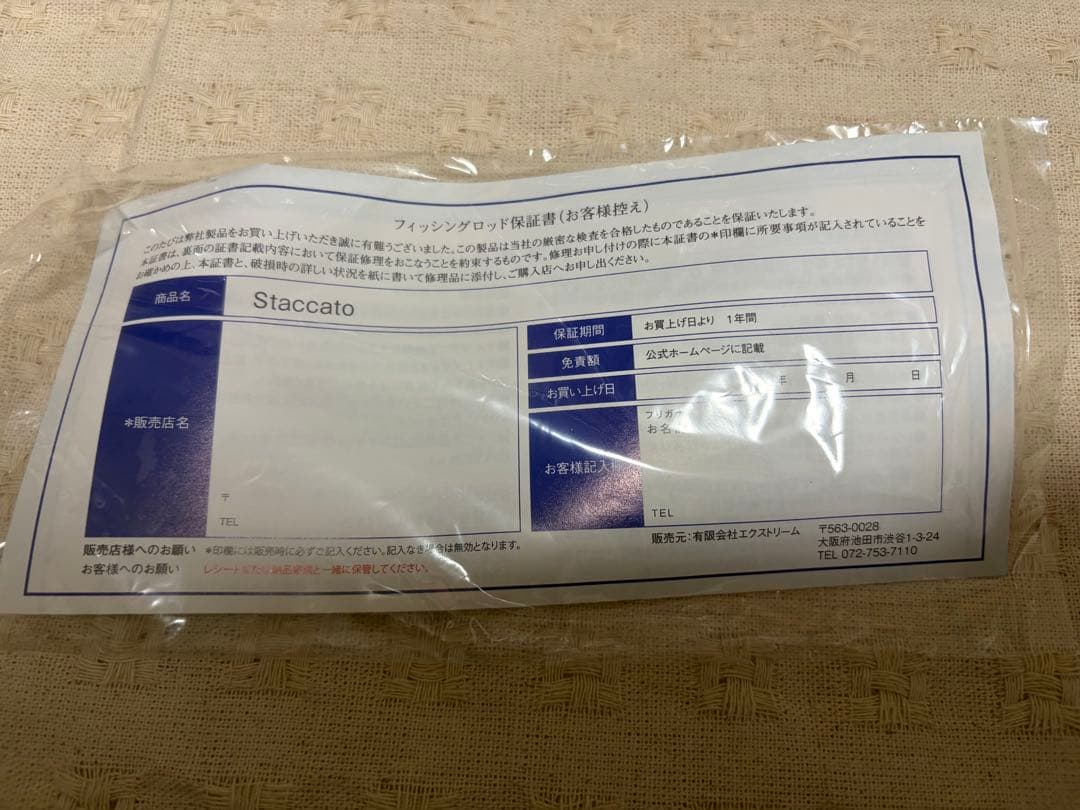 フィッシングロッド保証書(お客様控え)
このたびは弊社製品をお買い上げいただき誠に有難うございました。この製品は当社の厳密な検査を合格したものであることを保証いたします。
本証書は、裏面の証書記載内容において保証修理をおこなうことを約束するものです。修理お申し付けの際に本証書の*印欄に所要事項が記入されていることを
お確かめの上、本証書と、破損時の詳しい状況を紙に書いて修理品に添付し、ご購入店へお申し出ください。
商品名 Staccato
*販売店名
〒
TEL
保証期間 お買上げ日より 1年間
免責額 公式ホームページに記載
お買い上げ日 年 月 日
お客様記入
フリガナ
お名
TEL
販売店様へのお願い *印欄には販売時に必ずご記入ください。記入なき場合は無効となります。
お客様へのお願い レシートまたは納品書類と一緒に保管してください。
販売元:有限会社エクストリーム
〒563-0028
大阪府池田市渋谷1-3-24
TEL 072-753-7110